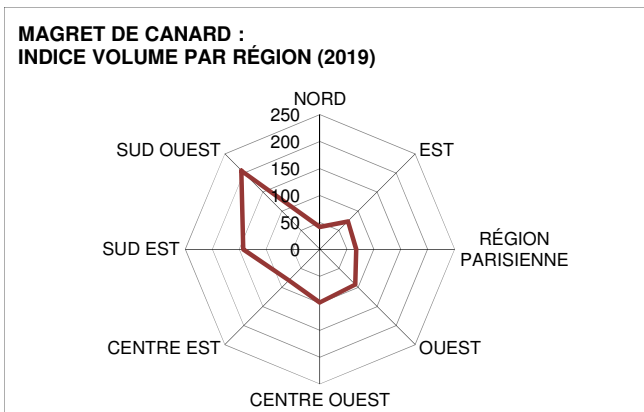 MAGRET DE CANARD :
INDICE VOLUME PAR RÉGION (2019)
NORD
250
200
150
100
50
0
EST
RÉGION
PARISIENNE
OUEST
CENTRE OUEST
CENTRE EST
SUD EST
SUD OUEST